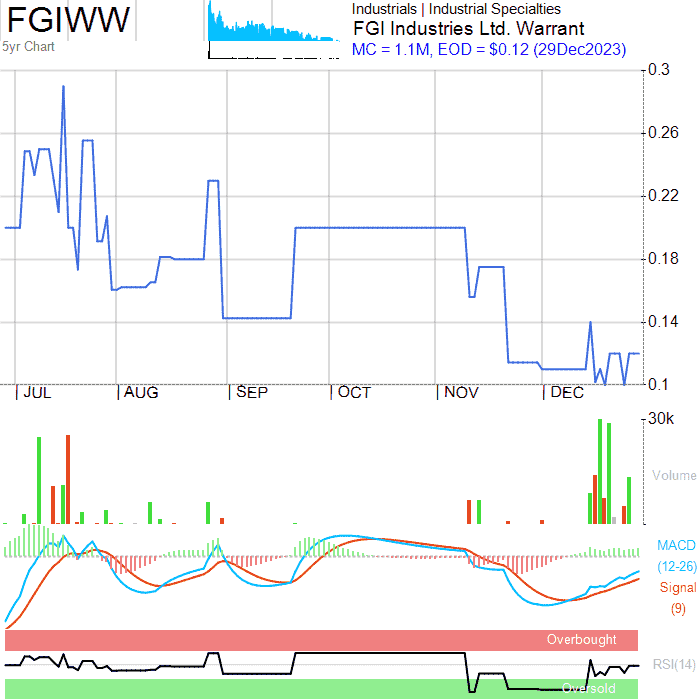 FGIWW
5yr Chart
Industrials | Industrial Specialties
FGI Industries Ltd. Warrant
MC = 1.1M, EOD = $0.12 (29Dec2023)
0.3
0.26
0.22
0.18
0.14
0.1
JUL AUG SEP OCT NOV DEC
30k
Volume
MACD
(12-26)
Signal
(9)
Overbought
RSI(14)
Oversold